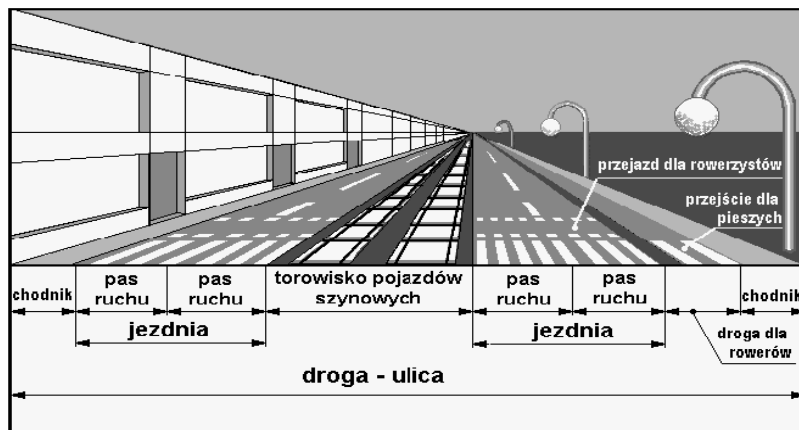 przejazd dla rowerzystów
przejście dla
pieszych
chodnik
pas
ruchu
pas
ruchu
torowisko pojazdów
szynowych
pas
ruchu
pas
ruchu
chodnik
jezdnia
jezdnia
droga dla
rowerów
droga - ulica